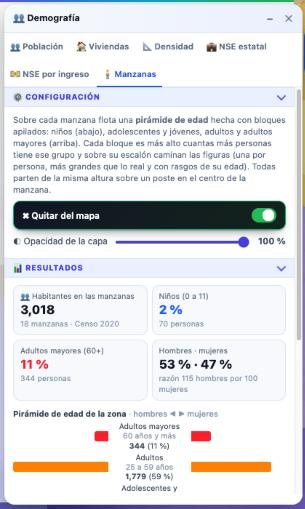 👥 Demografía – ×
👥 Población 🏠 Viviendas 📐 Densidad 💼 NSE estatal
💴 NSE por ingreso 🚶 Manzanas
⚙️ CONFIGURACIÓN
Sobre cada manzana flota una pirámide de edad hecha con bloques
apilados: niños (abajo), adolescentes y jóvenes, adultos y adultos
mayores (arriba). Cada bloque es más alto cuantas más personas
tiene ese grupo y sobre su escalón caminan las figuras (una por
persona, más grandes que lo real y con rasgos de su edad). Todas
parten de la misma altura sobre un poste en el centro de la
manzana.
✖ Quitar del mapa
◐ Opacidad de la capa 100 %
📊 RESULTADOS
👥 Habitantes en las manzanas
3,018
18 manzanas · Censo 2020
Niños (0 a 11)
2 %
70 personas
Adultos mayores (60+)
11 %
344 personas
Hombres · mujeres
53 % · 47 %
razón 115 hombres por 100
mujeres
Pirámide de edad de la zona · hombres ◀ ▶ mujeres
Adultos mayores
60 años y más
344 (11 %)
Adultos
25 a 59 años
1,779 (59 %)
Adolescentes y